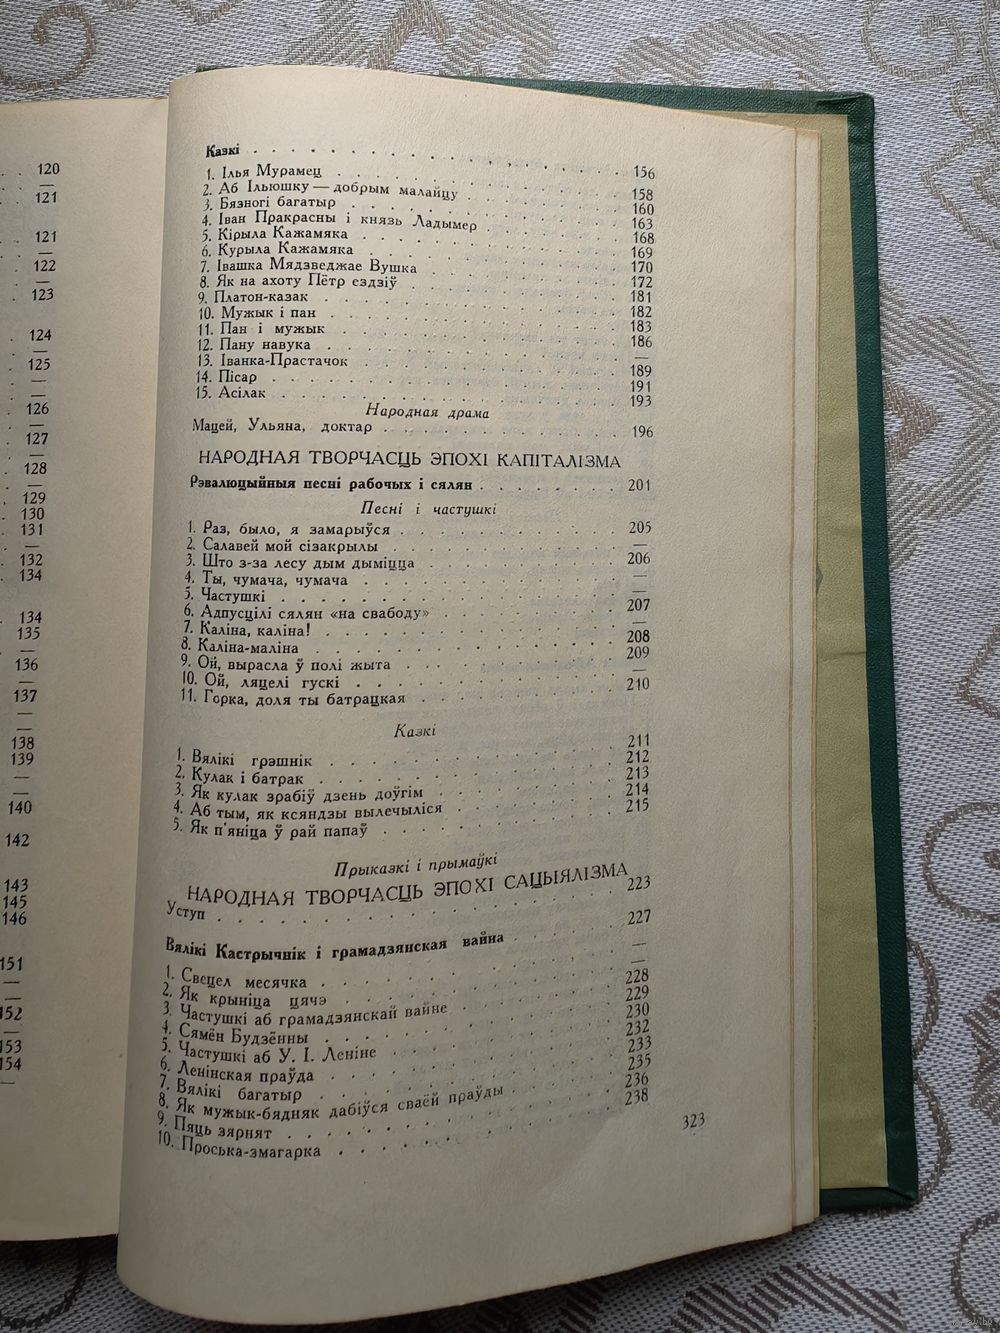 120
—
121
121
—
122
—
123
124
—
125
—
126
—
127
—
128
—
129
130
131
—
132
134
134
135
—
136
—
137
—
—
138
139
—
—
140
—
142
143
145
146
151
—
—
152
—
153
154
—
Казкі . . . . . . . . . . . . . . . 156
1. Ілья Мурамец . . . . . . . . . . . . 158
2. Аб Ільюшку — добрым малайцу . . . . . . 160
3. Бязногі багатыр . . . . . . . . . . . 163
4. Іван Пракрасны і князь Ладымер . . . . . 168
5. Кірыла Кажамяка . . . . . . . . . . . 169
6. Курыла Кажамяка . . . . . . . . . . . 170
7. Івашка Мядзведжае Вушка . . . . . . . . 172
8. Як на ахоту Пётр ездзіў . . . . . . . . 181
9. Платон-казак . . . . . . . . . . . . 182
10. Мужык і пан . . . . . . . . . . . . 183
11. Пан і мужык . . . . . . . . . . . . 186
12. Пану навука . . . . . . . . . . . . —
13. Іванка-Прастачок . . . . . . . . . . 189
14. Пісар . . . . . . . . . . . . . . 191
15. Асілак . . . . . . . . . . . . . . 193
Народная драма
Мацей, Ульяна, доктар . . . . . . . . . . 196
НАРОДНАЯ ТВОРЧАСЦЬ ЭПОХІ КАПІТАЛІЗМА
Рэвалюцыйныя песні рабочых і сялян . . . . . . 201
Песні і частушкі
1. Раз, было, я замарыўся . . . . . . . . 205
2. Салавей мой сізакрылы . . . . . . . . —
3. Што з-за лесу дым дыміцца . . . . . . . 206
4. Ты, чумача, чумача . . . . . . . . . . —
5. Частушкі . . . . . . . . . . . . . —
6. Адпусцілі сялян «на свабоду» . . . . . . 207
7. Каліна, каліна! . . . . . . . . . . . —
8. Каліна-маліна . . . . . . . . . . . 208
9. Ой, вырасла ў полі жыта . . . . . . . . 209
10. Ой, ляцелі гускі . . . . . . . . . . —
11. Горка, доля ты батрацкая . . . . . . . 210
Казкі
1. Вялікі грэшнік . . . . . . . . . . . 211
2. Кулак і батрак . . . . . . . . . . . 212
3. Як кулак зрабіў дзень доўгім . . . . . . 213
4. Аб тым, як ксяндзы вылечыліся . . . . . . 214
5. Як п'яніца ў рай папаў . . . . . . . . 215
Прыказкі і прымаўкі
НАРОДНАЯ ТВОРЧАСЦЬ ЭПОХІ САЦЫЯЛІЗМА
Уступ . . . . . . . . . . . . . . . 223
Вялікі Кастрычнік і грамадзянская вайна . . . . 227
1. Свецел месячка . . . . . . . . . . . —
2. Як крыніца цячэ . . . . . . . . . . . —
3. Частушкі аб грамадзянскай вайне . . . . . 228
4. Сямён Будзённы . . . . . . . . . . . 229
5. Частушкі аб У. І. Леніне . . . . . . . . 230
6. Ленінская праўда . . . . . . . . . . . 232
7. Вялікі багатыр . . . . . . . . . . . 233
8. Як мужык-бядняк дабіўся сваёй праўды . . . 235
9. Пяць зярнят . . . . . . . . . . . . 236
10. Проська-змагарка . . . . . . . . . . 238
323